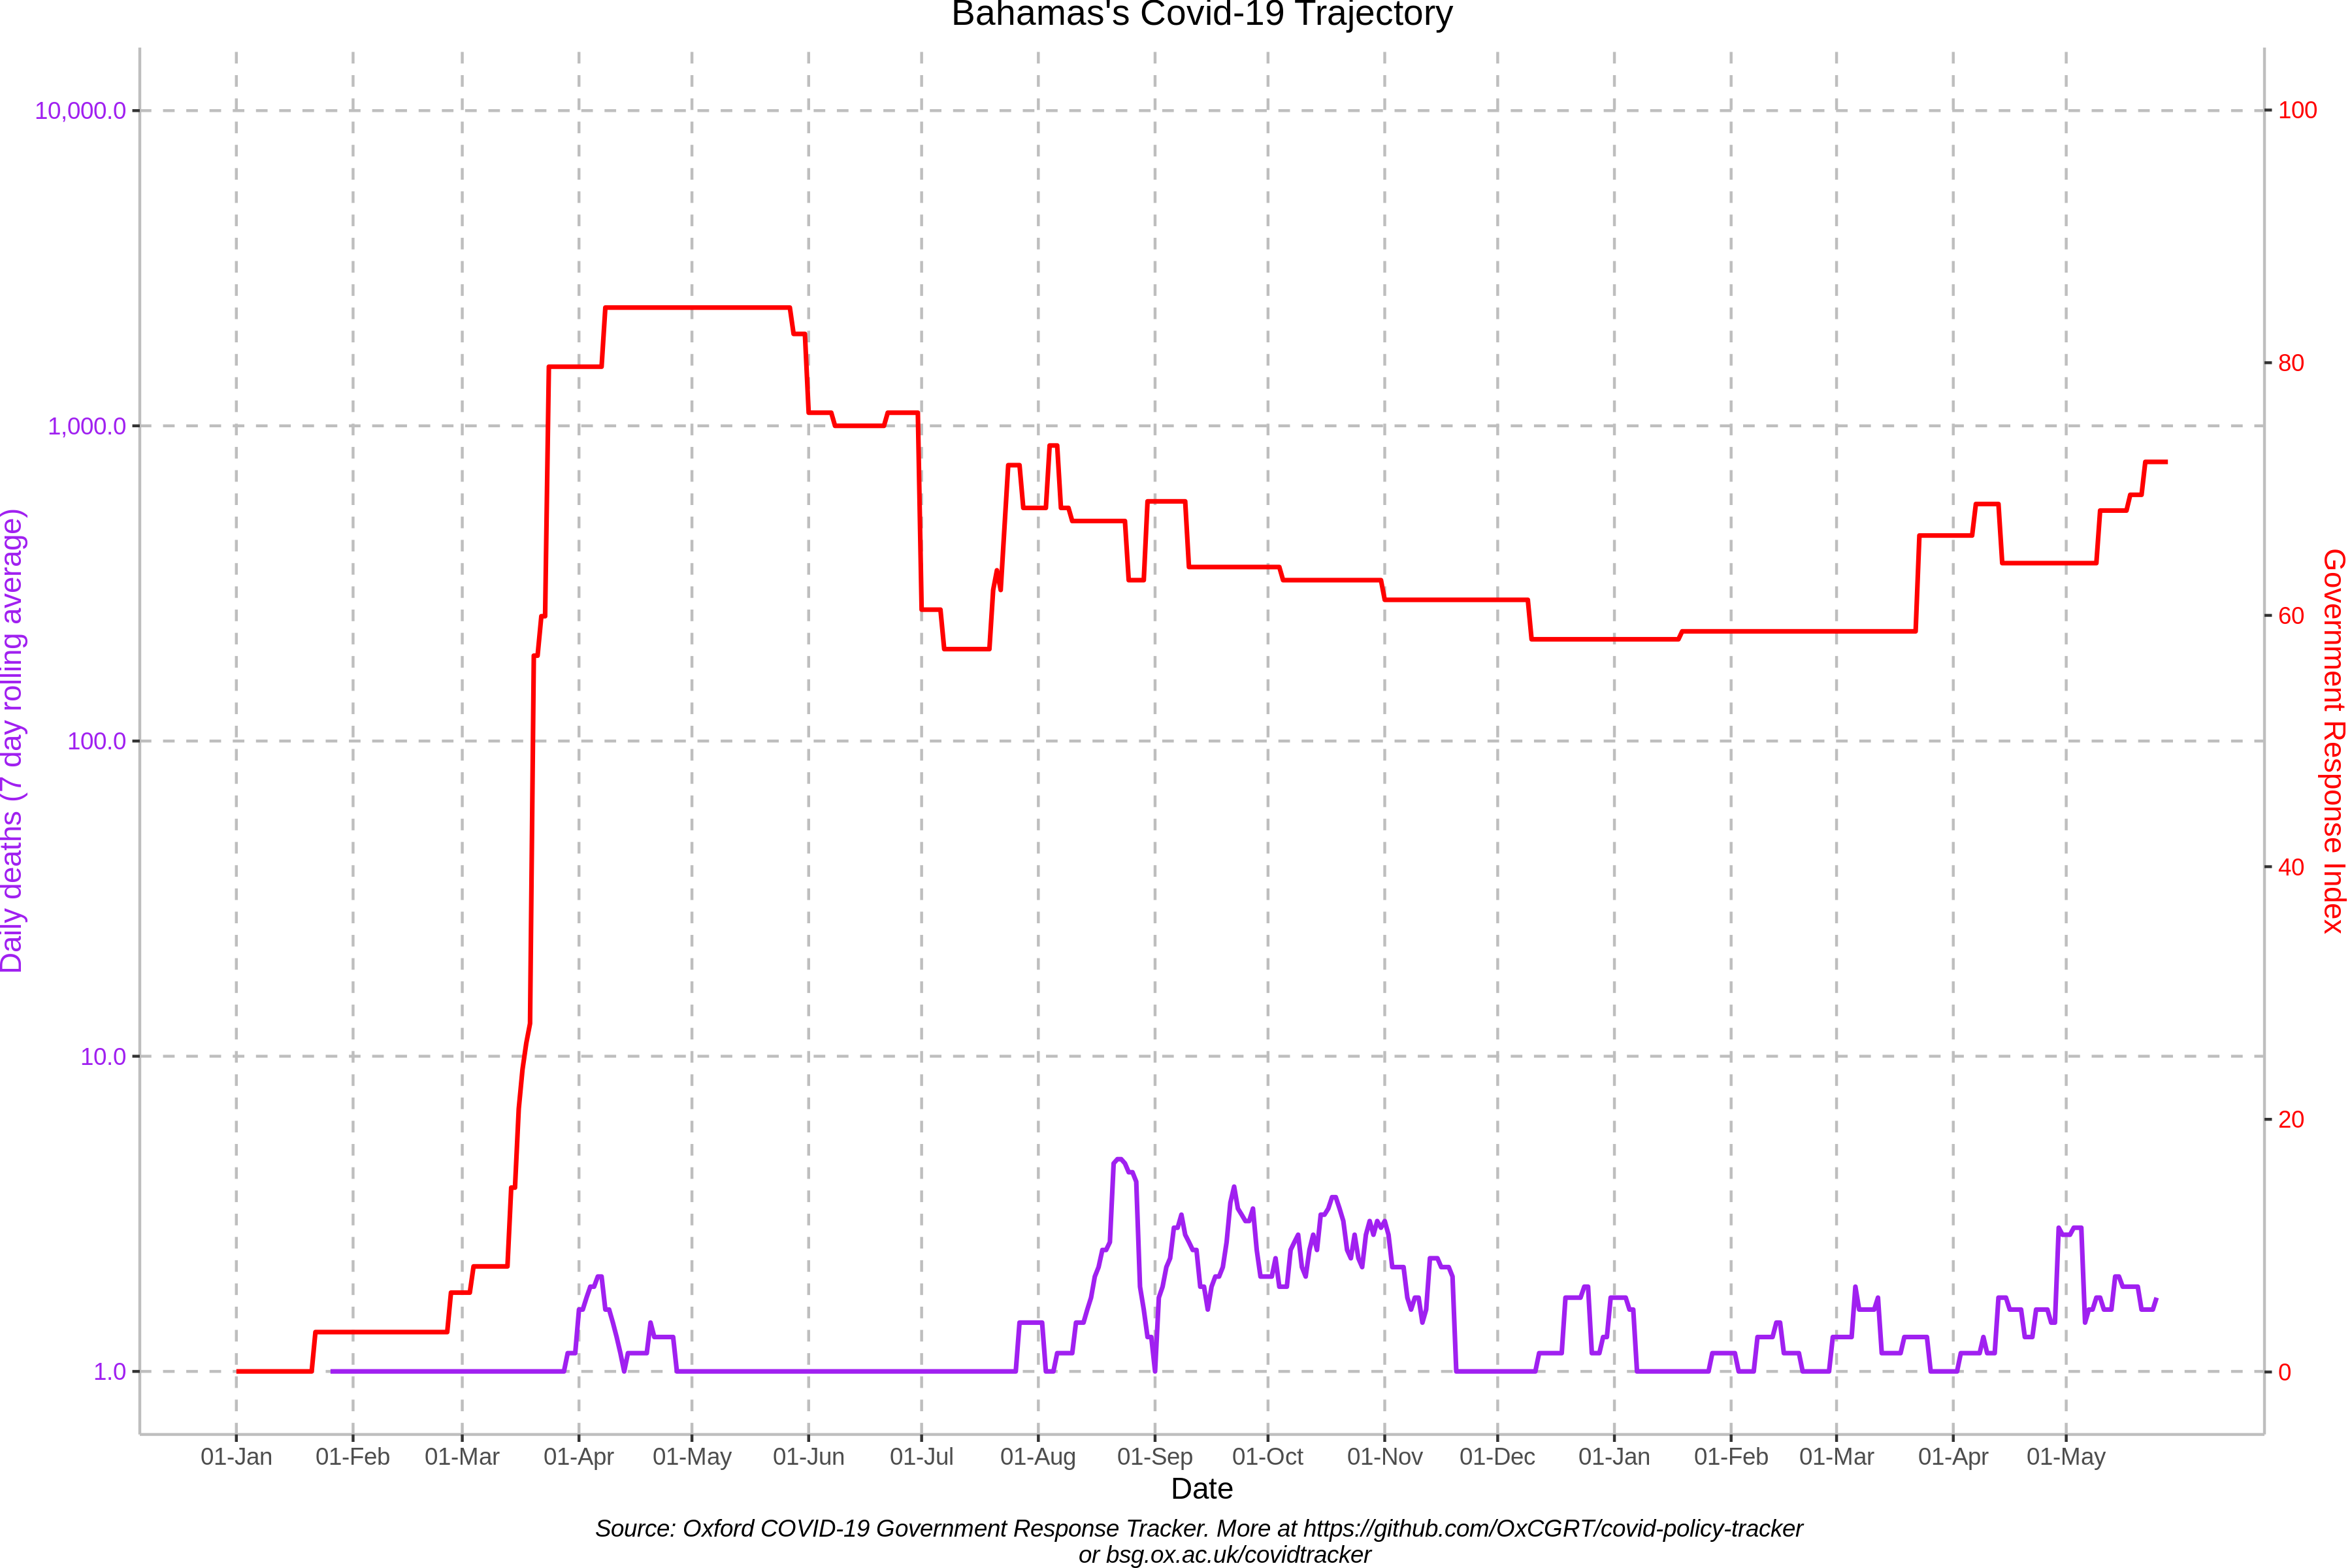 Bahamas's Covid-19 Trajectory
10,000.0
1,000.0
100.0
10.0
1.0
Daily deaths (7 day rolling average)
100
80
60
40
20
0
Government Response Index
01-Jan 01-Feb 01-Mar 01-Apr 01-May 01-Jun 01-Jul 01-Aug 01-Sep 01-Oct 01-Nov 01-Dec 01-Jan 01-Feb 01-Mar 01-Apr 01-May
Date
Source: Oxford COVID-19 Government Response Tracker. More at https://github.com/OxCGRT/covid-policy-tracker
or bsg.ox.ac.uk/covidtracker